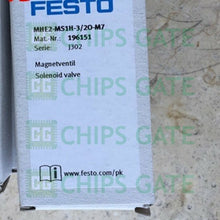 FESTO
MHE2-MS1H-3/2O-M7
Mat. Nr.: 196151
Serie: J302
Magnetventil
Solenoid valve
CHIPS GATE
CHIPS GATE
CHIPS GATE
www.festo.com/pk